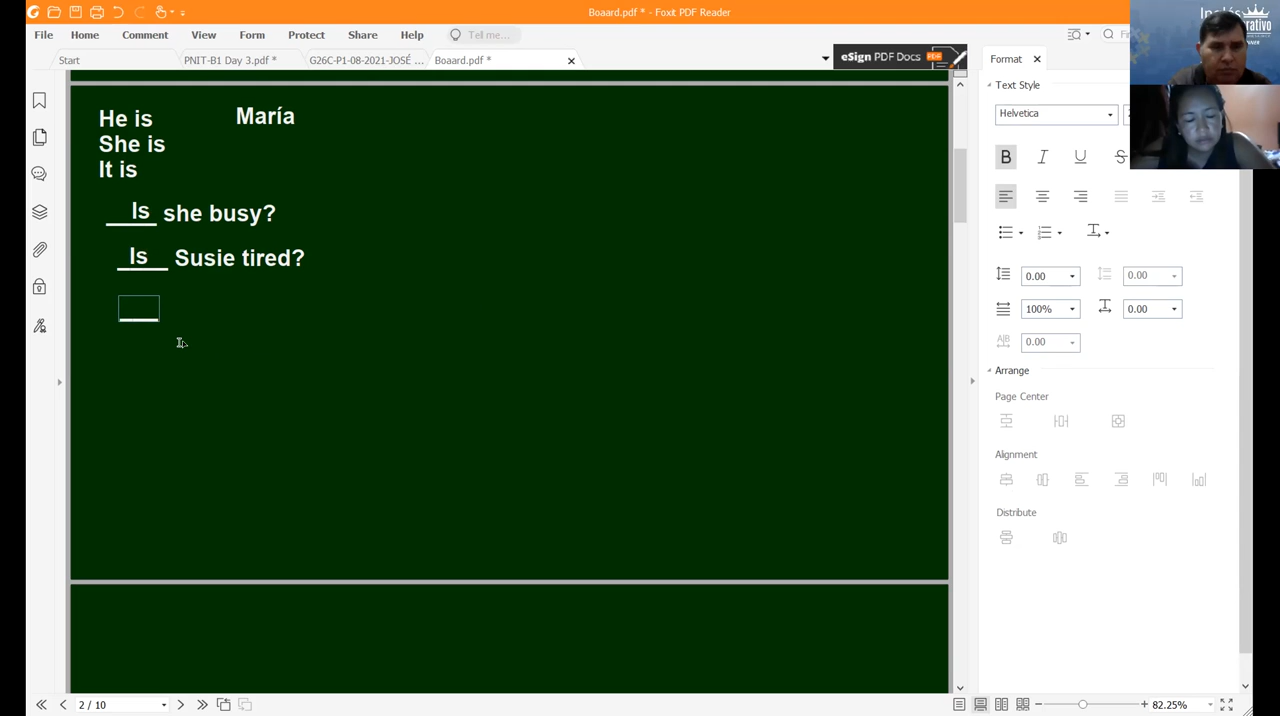 Boaard.pdf * - Foxit PDF Reader
File Home Comment View Form Protect Share Help Tell me...
Start PNIT-B1 Day 3.pdf * G26C-P1-08-2021-JOSÉ ... Boaard.pdf *
eSign PDF Docs
He is
She is
It is
María
Is she busy?
Is Susie tired?
Format
Text Style
Helvetica
B I U S
0.00 0.00
100% 0.00
0.00
Arrange
Page Center
Alignment
Distribute
2 / 10
82.25%